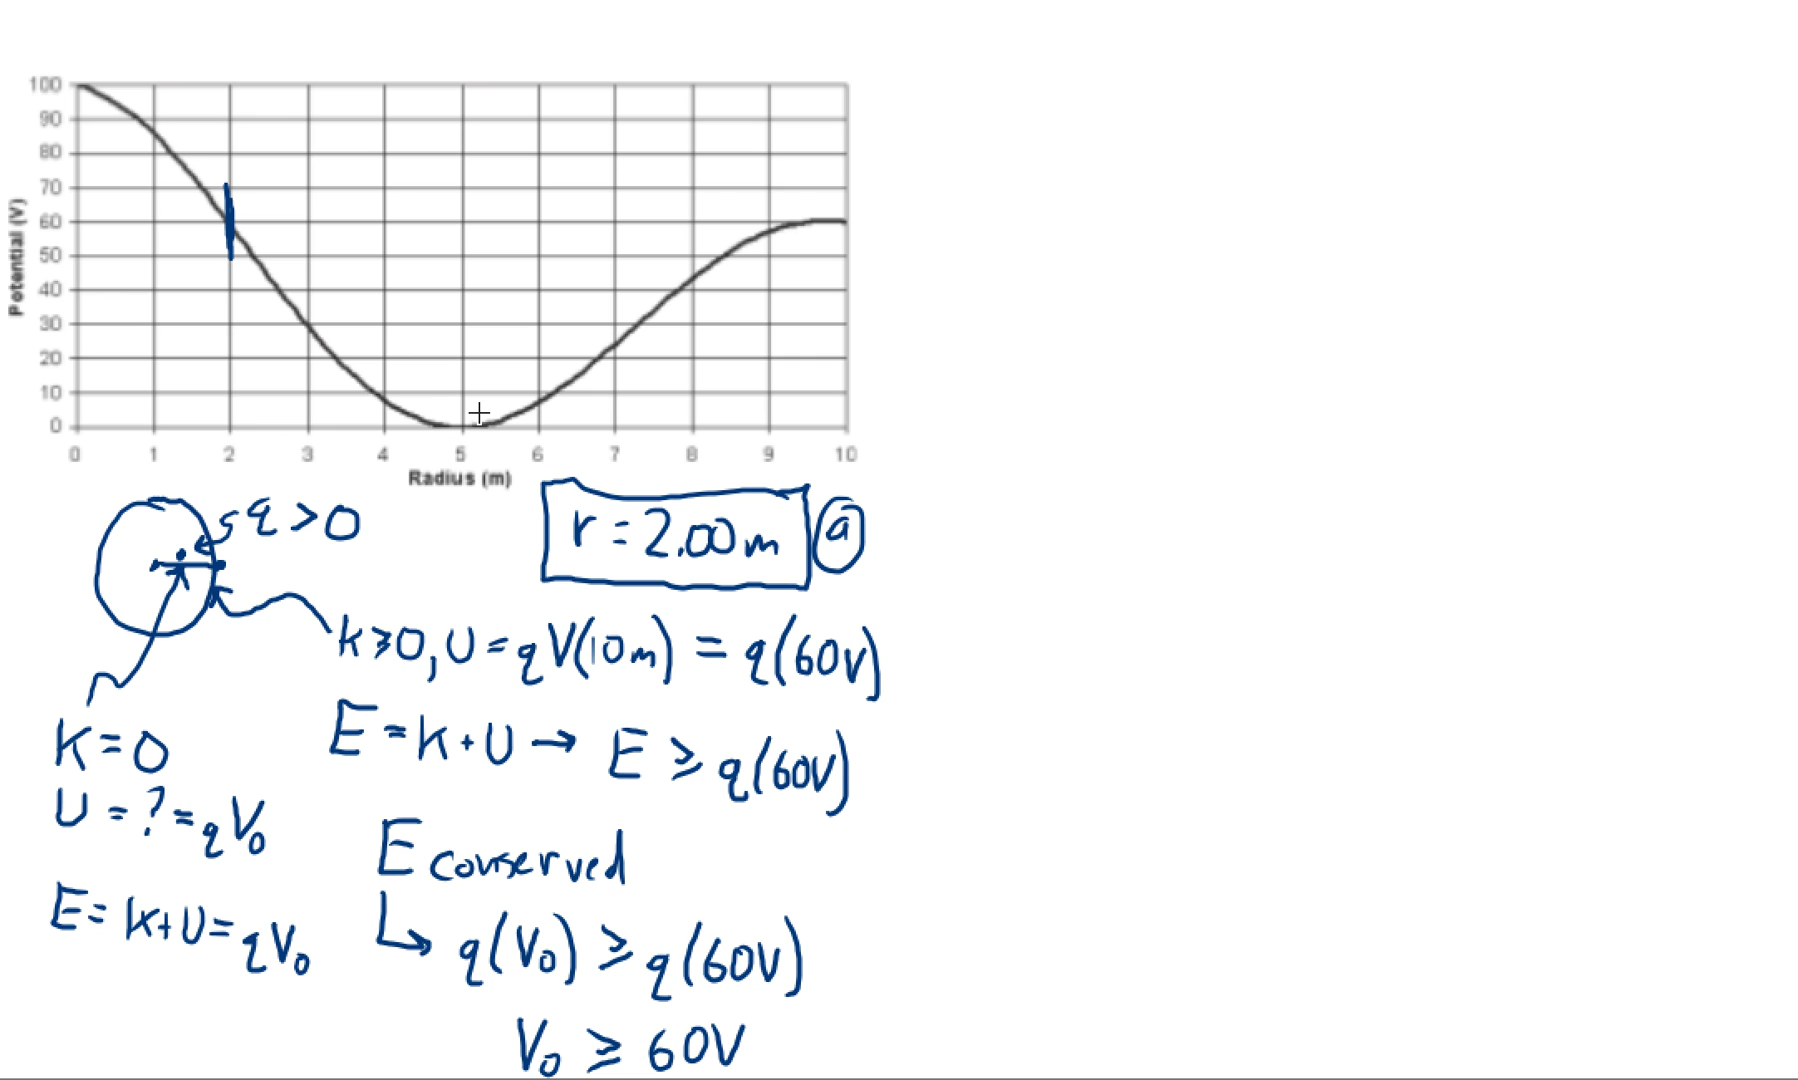 100
90
80
70
60
50
40
30
20
10
0
Potential (V)
0 1 2 3 4 5 6 7 8 9 10
Radius (m)
q > 0
r = 2.00 m
a
K ≥ 0, U = q V(10m) = q(60V)
K = 0
E = K + U → E ≥ q(60V)
U = ? = qV₀
E conserved
E = K + U = qV₀
↳ q(V₀) ≥ q(60V)
V₀ ≥ 60V